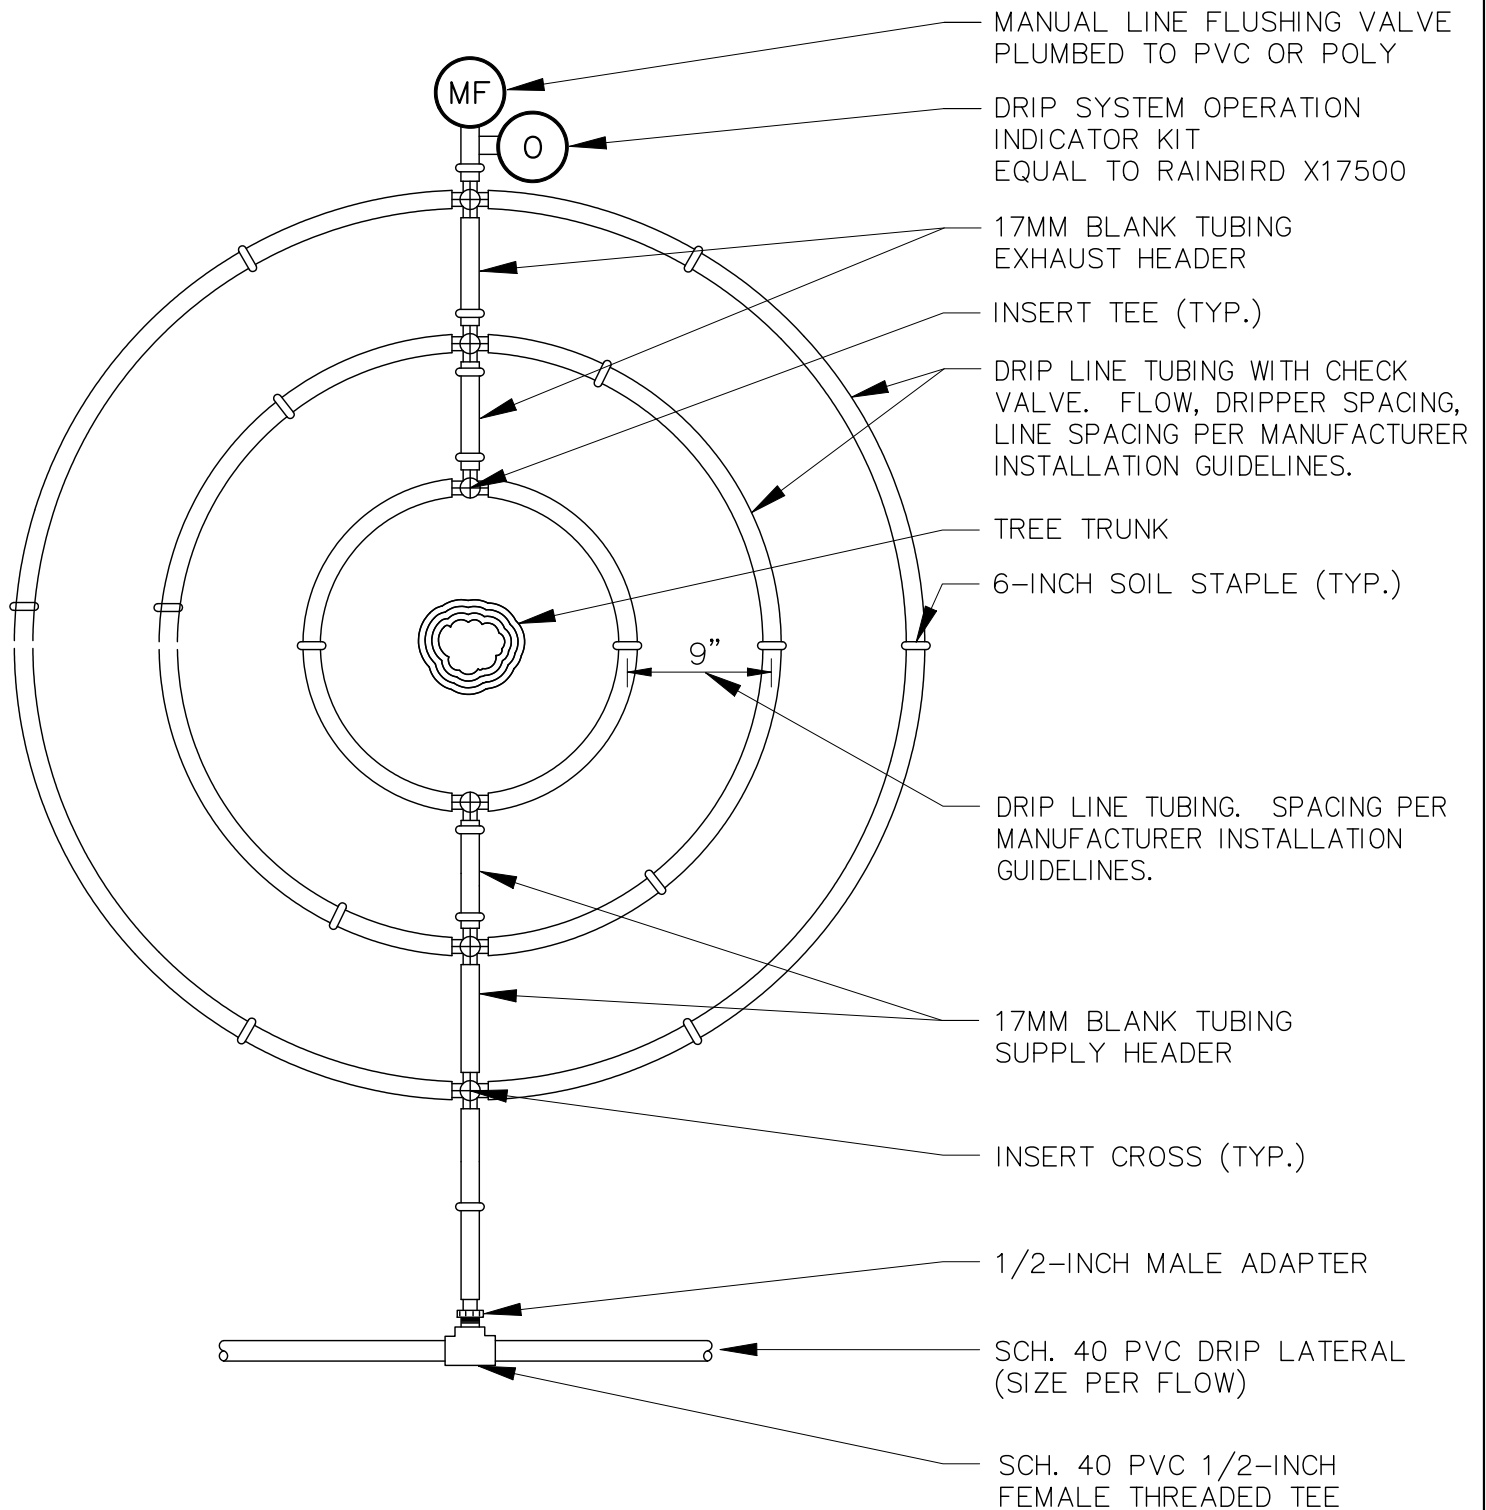 MANUAL LINE FLUSHING VALVE
PLUMBED TO PVC OR POLY
MF
DRIP SYSTEM OPERATION
INDICATOR KIT
EQUAL TO RAINBIRD X17500
O
17MM BLANK TUBING
EXHAUST HEADER
INSERT TEE (TYP.)
DRIP LINE TUBING WITH CHECK
VALVE. FLOW, DRIPPER SPACING,
LINE SPACING PER MANUFACTURER
INSTALLATION GUIDELINES.
TREE TRUNK
6-INCH SOIL STAPLE (TYP.)
9"
DRIP LINE TUBING. SPACING PER
MANUFACTURER INSTALLATION
GUIDELINES.
17MM BLANK TUBING
SUPPLY HEADER
INSERT CROSS (TYP.)
1/2-INCH MALE ADAPTER
SCH. 40 PVC DRIP LATERAL
(SIZE PER FLOW)
SCH. 40 PVC 1/2-INCH
FEMALE THREADED TEE